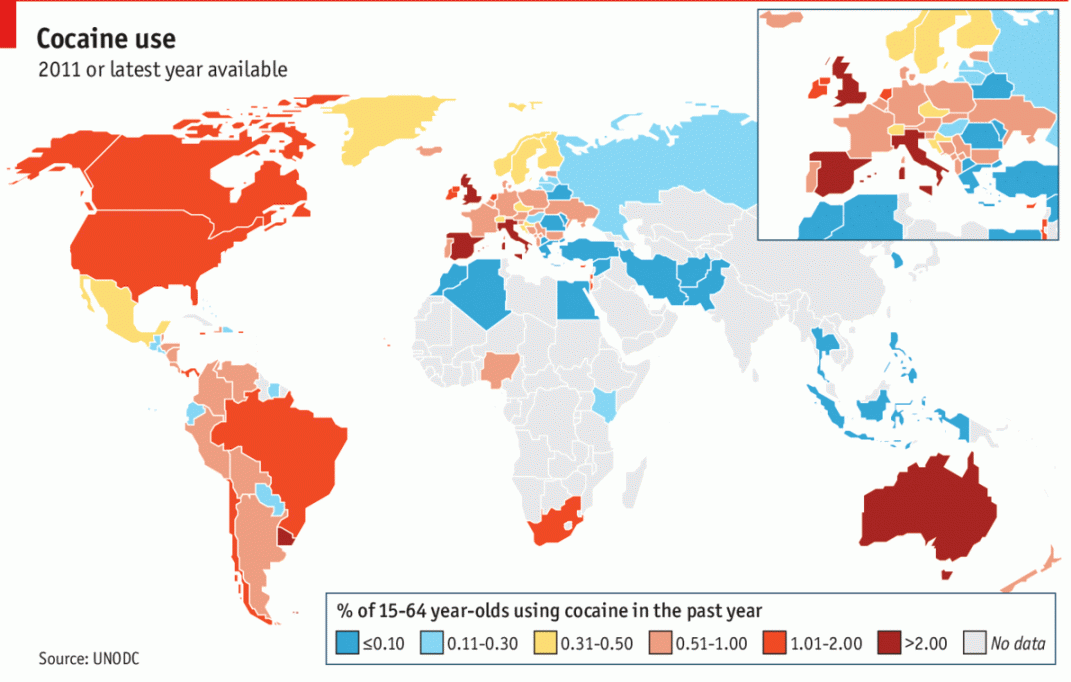 Cocaine use
2011 or latest year available
% of 15-64 year-olds using cocaine in the past year
≤0.10 0.11-0.30 0.31-0.50 0.51-1.00 1.01-2.00 >2.00 No data
Source: UNODC